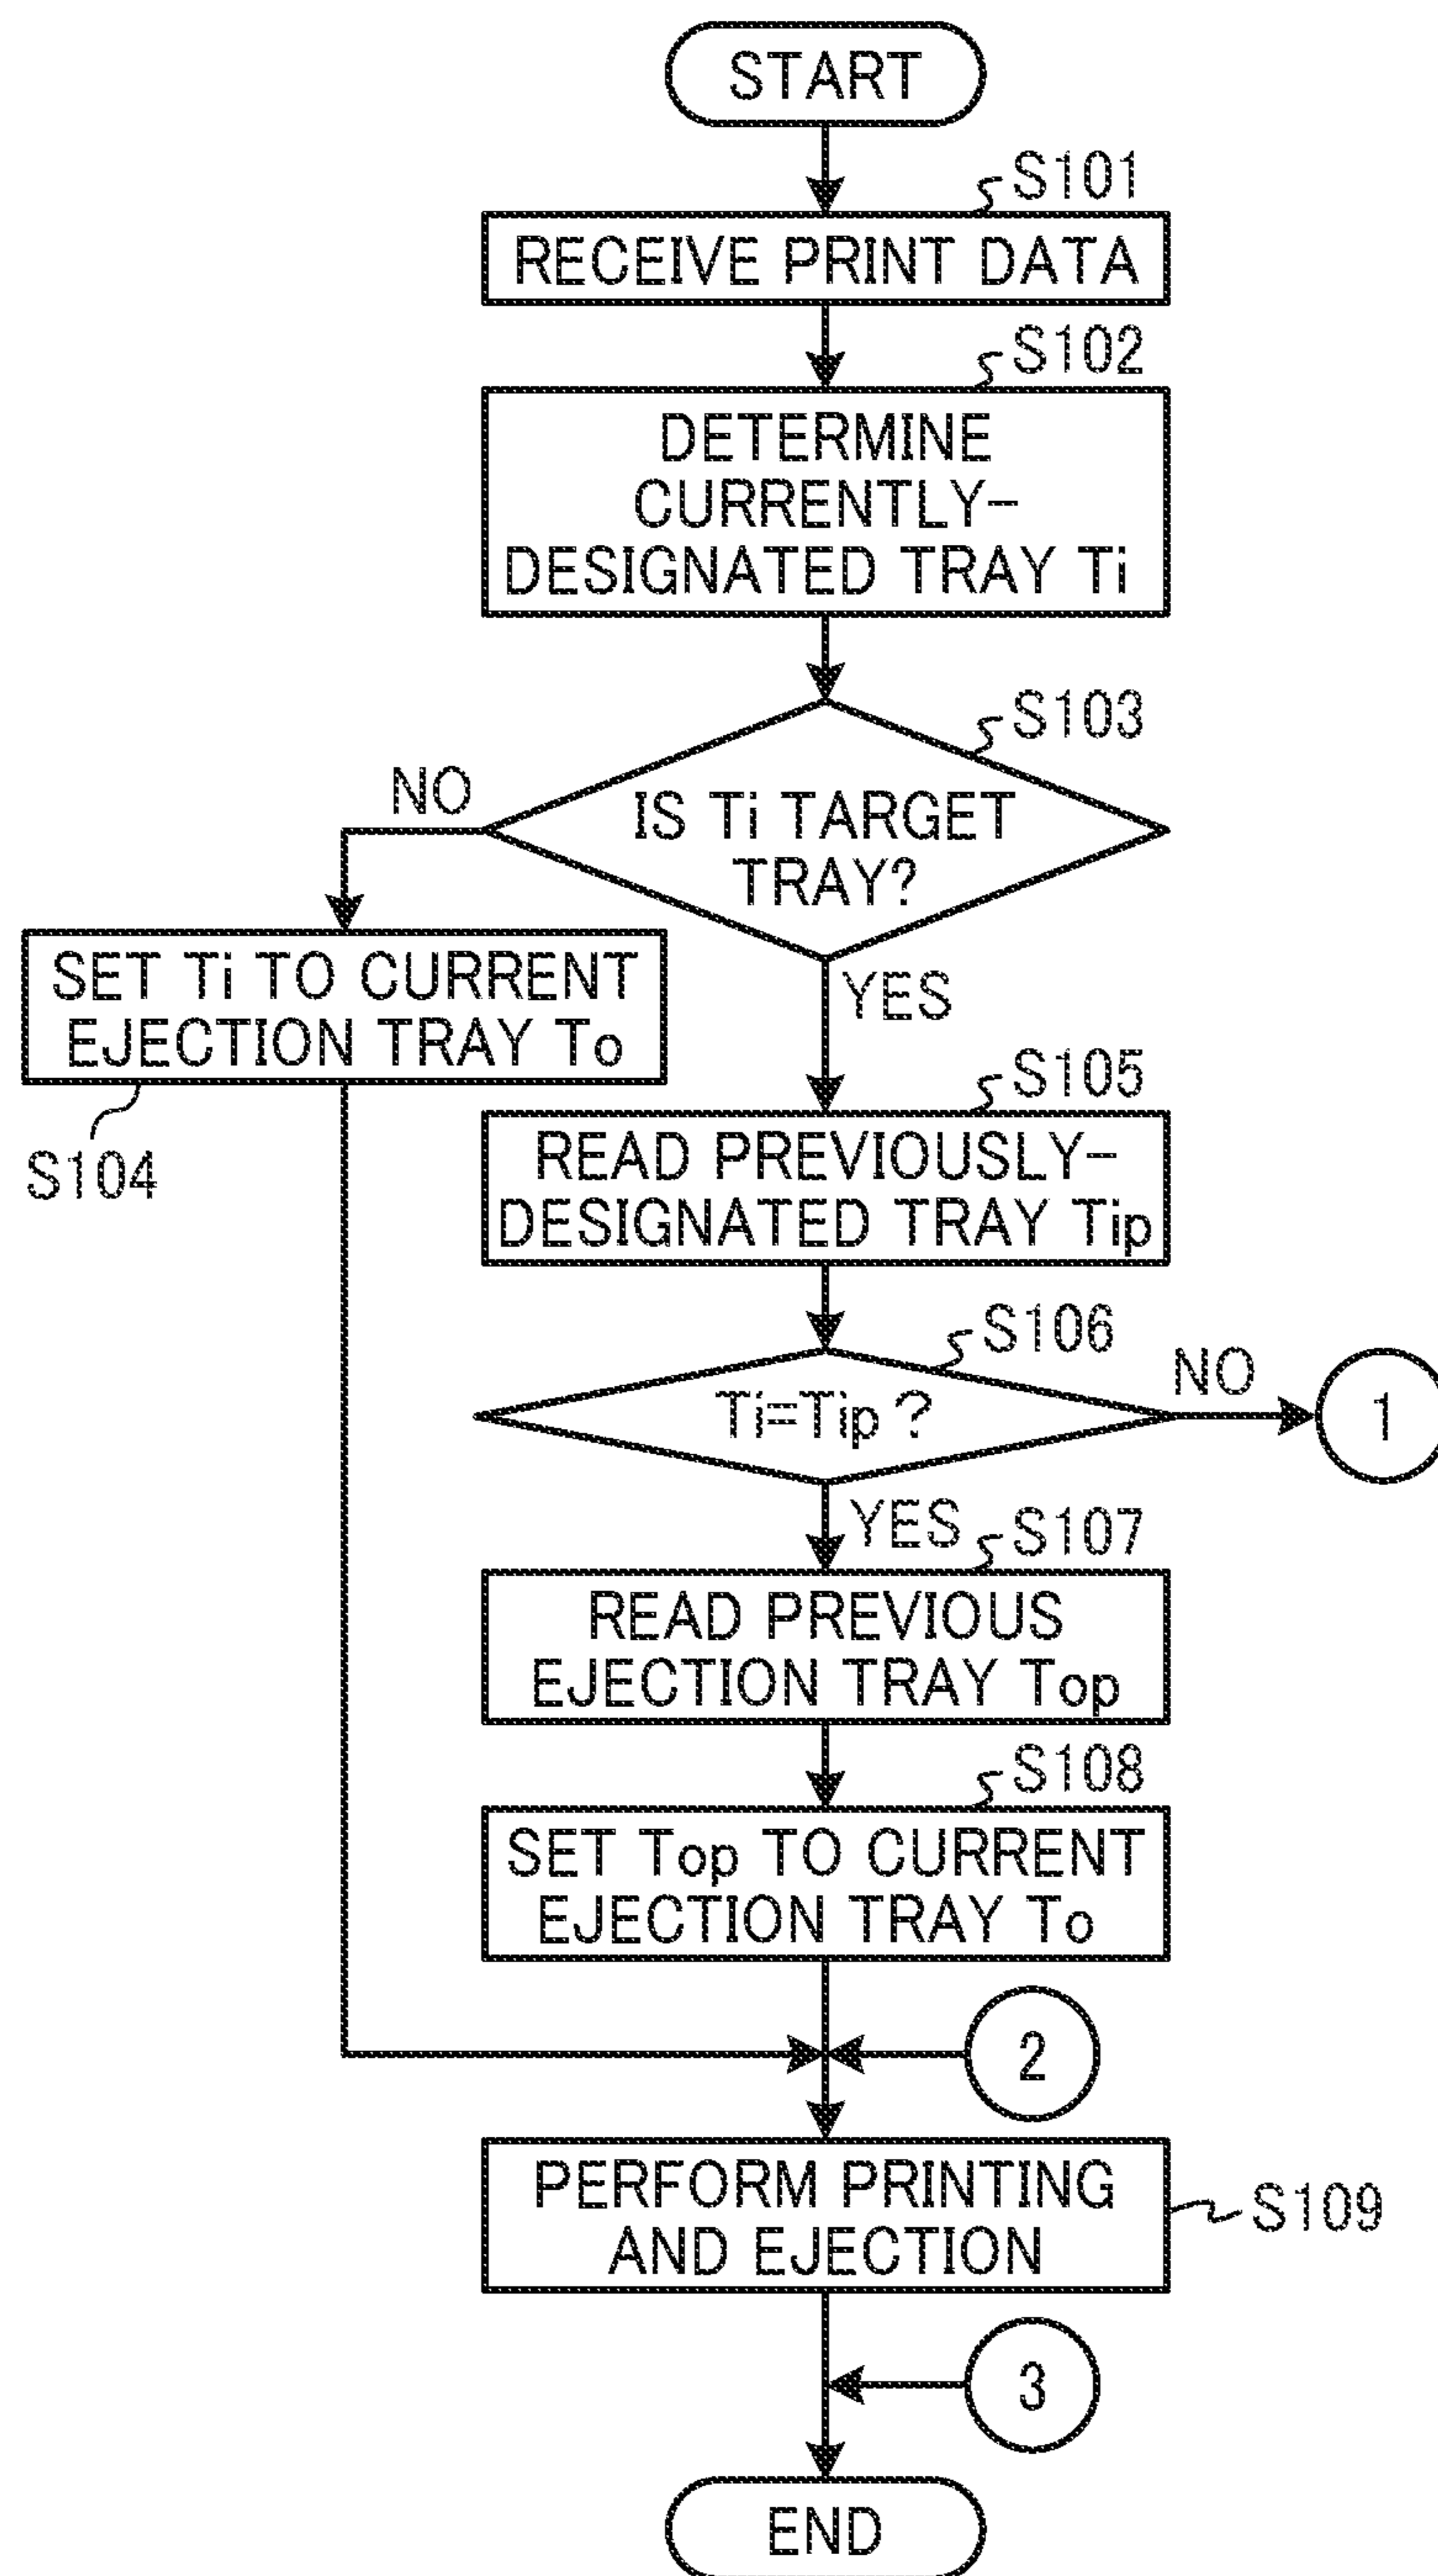 START
S101
RECEIVE PRINT DATA
S102
DETERMINE
CURRENTLY-
DESIGNATED TRAY Ti
S103
NO
IS Ti TARGET
TRAY?
YES
SET Ti TO CURRENT
EJECTION TRAY To
S104
S105
READ PREVIOUSLY-
DESIGNATED TRAY Tip
S106
NO
Ti=Tip ?
1
YES
S107
READ PREVIOUS
EJECTION TRAY Top
S108
SET Top TO CURRENT
EJECTION TRAY To
2
PERFORM PRINTING
AND EJECTION
S109
3
END